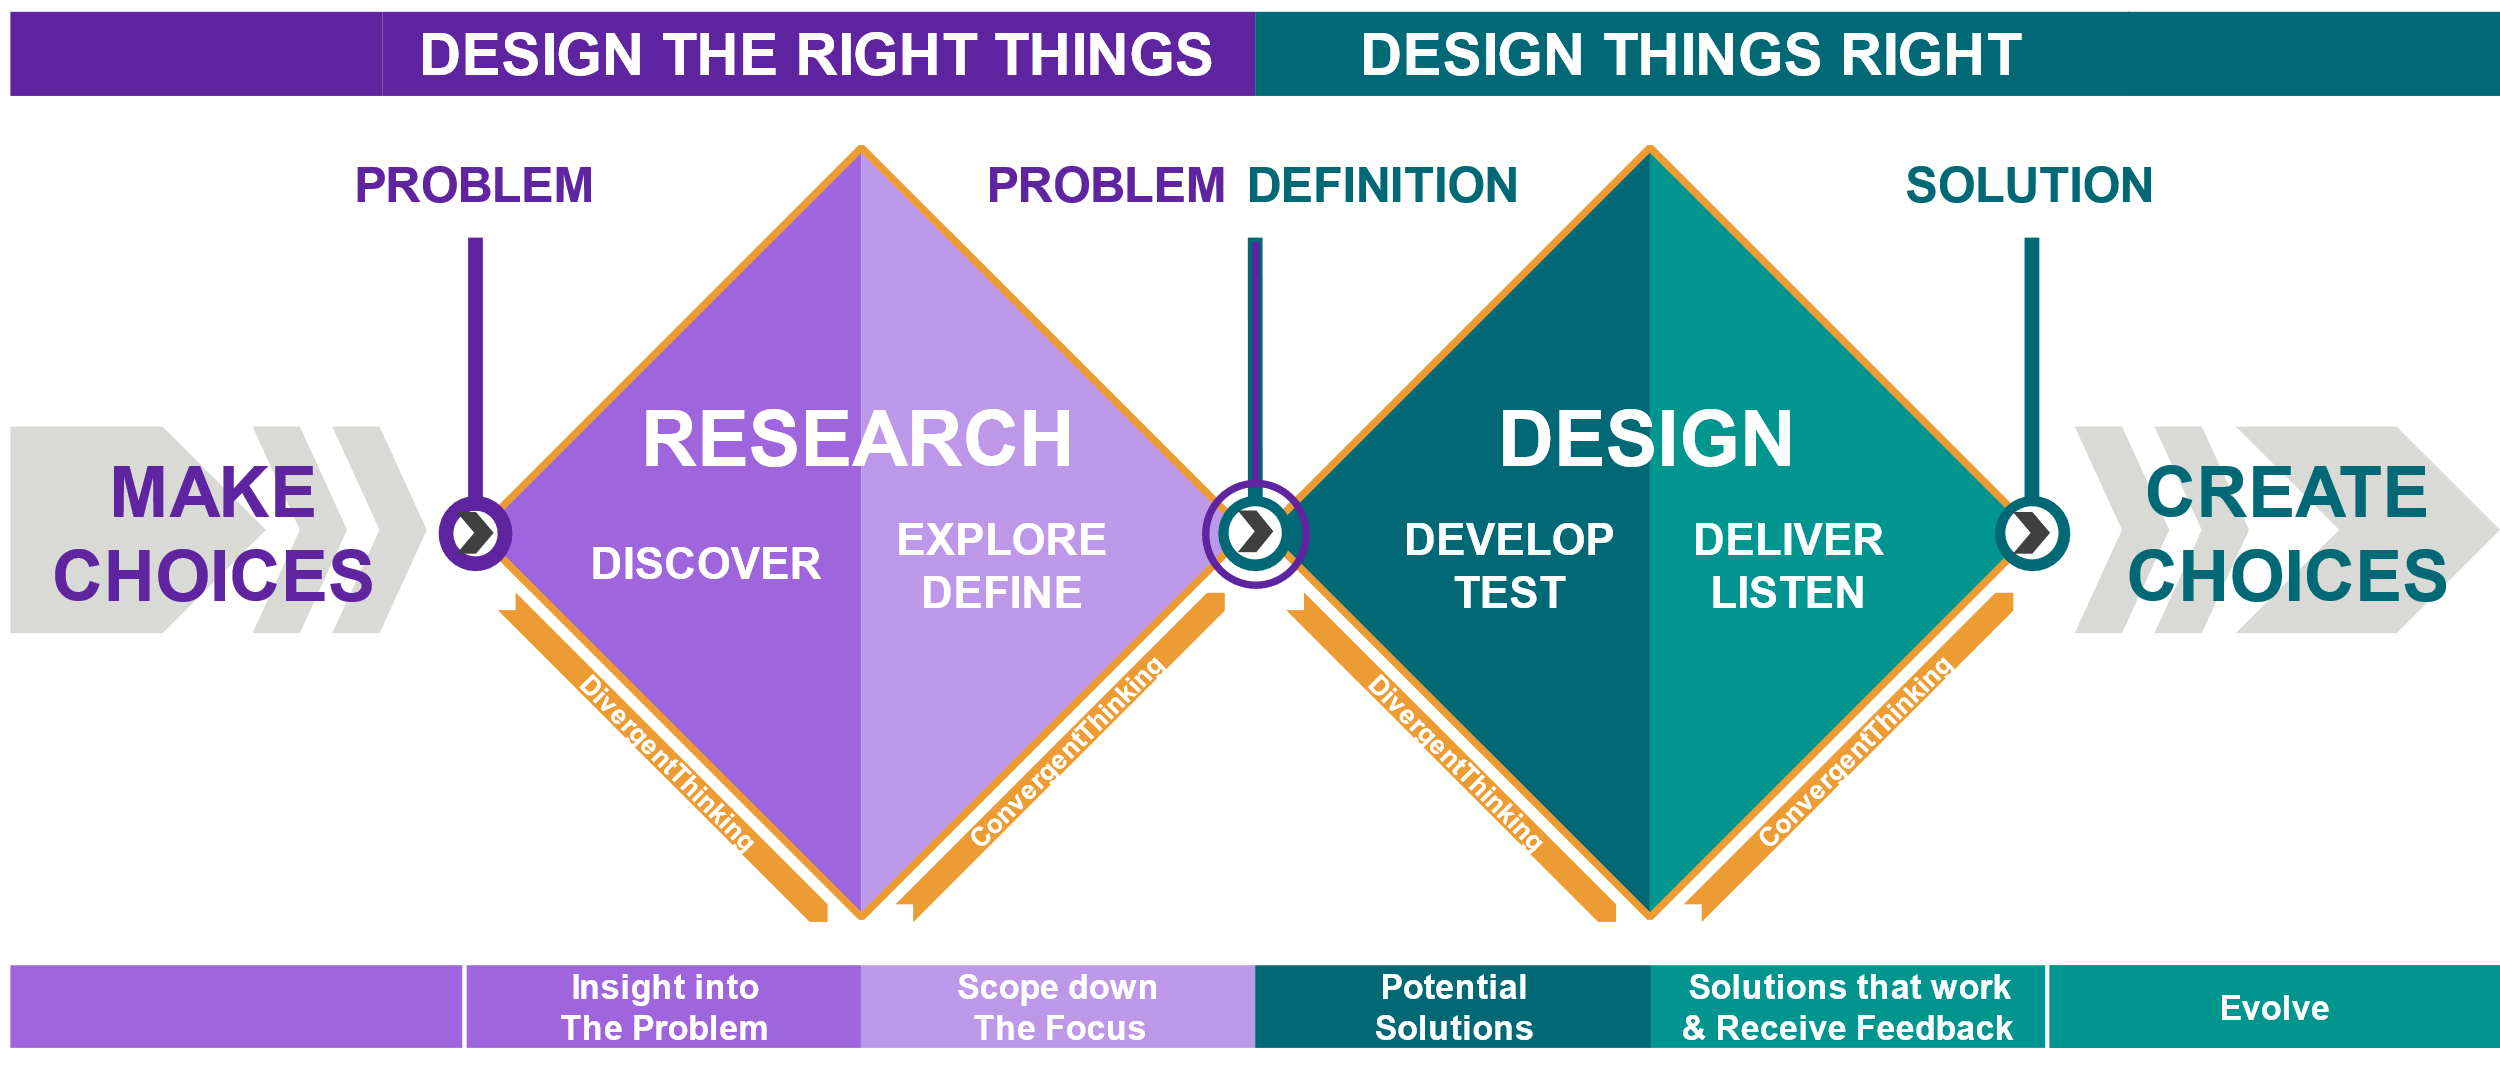 DESIGN THE RIGHT THINGS
DESIGN THINGS RIGHT
PROBLEM
PROBLEM DEFINITION
SOLUTION
MAKE
CHOICES
RESEARCH
DISCOVER
EXPLORE
DEFINE
DESIGN
DEVELOP
TEST
DELIVER
LISTEN
CREATE
CHOICES
DivergentThinking
ConvergentThinking
DivergentThinking
ConvergentThinking
Insight into
The Problem
Scope down
The Focus
Potential
Solutions
Solutions that work
& Receive Feedback
Evolve